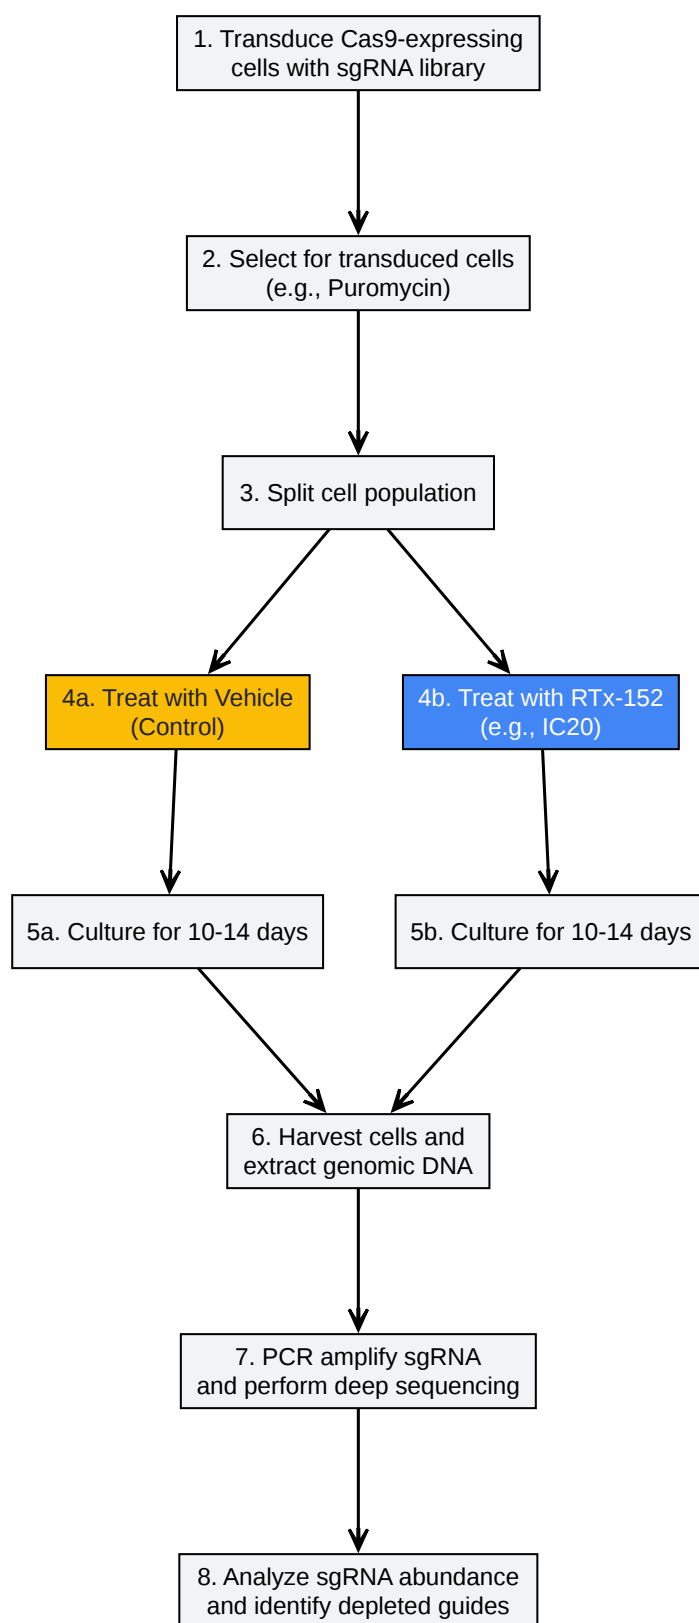 1. Transduce Cas9-expressing
cells with sgRNA library
2. Select for transduced cells
(e.g., Puromycin)
3. Split cell population
4a. Treat with Vehicle
(Control)
4b. Treat with RTx-152
(e.g., IC20)
5a. Culture for 10-14 days
5b. Culture for 10-14 days
6. Harvest cells and
extract genomic DNA
7. PCR amplify sgRNA
and perform deep sequencing
8. Analyze sgRNA abundance
and identify depleted guides